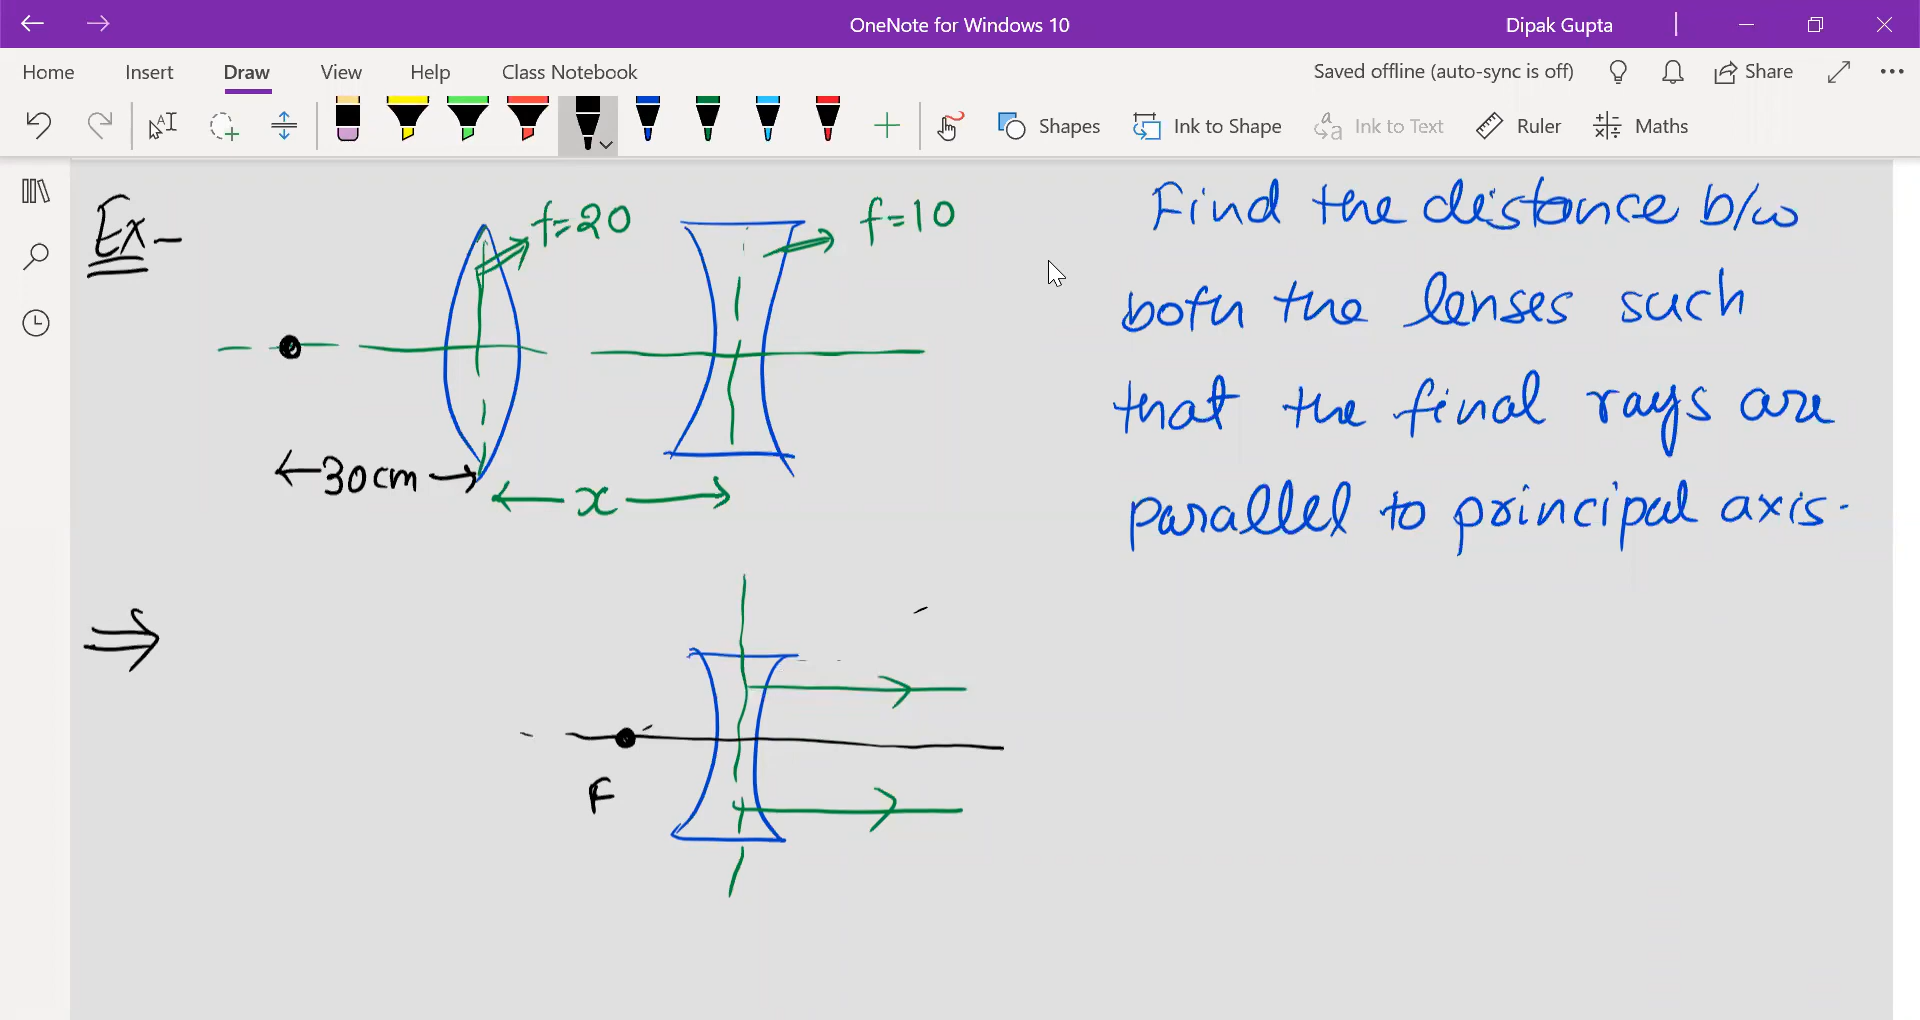 OneNote for Windows 10
Dipak Gupta
Home Insert Draw View Help Class Notebook
Saved offline (auto-sync is off) Share
Shapes Ink to Shape Ink to Text Ruler Maths
Ex-
f=20
f=10
30cm
x
Find the distance b/w
both the lenses such
that the final rays are
parallel to principal axis.
⇒
F